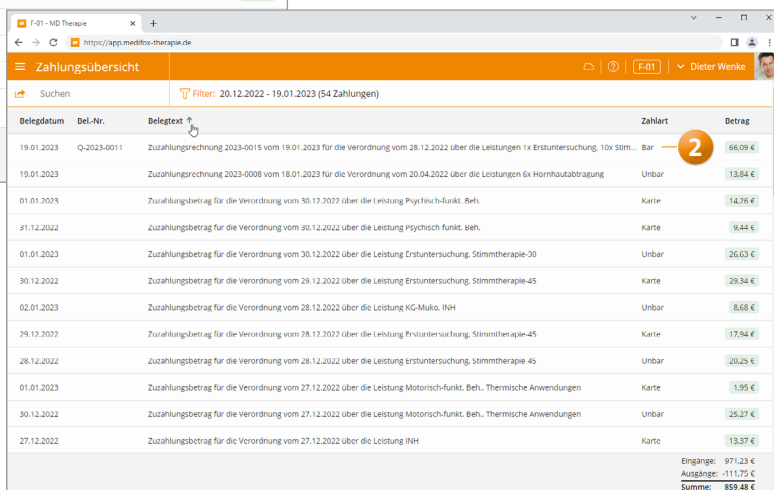 F-01 - MD Therapie
https://app.medifox-therapie.de
Zahlungsübersicht F-01 Dieter Wenke
Suchen Filter: 20.12.2022 - 19.01.2023 (54 Zahlungen)
Belegdatum Bel.-Nr. Belegtext ↑ Zahlart Betrag
19.01.2023 Q-2023-0011 Zuzahlungsrechnung 2023-0015 vom 19.01.2023 für die Verordnung vom 28.12.2022 über die Leistungen 1x Erstuntersuchung, 10x Stim... Bar 2 66,09 €
19.01.2023 Zuzahlungsrechnung 2023-0008 vom 18.01.2023 für die Verordnung vom 20.04.2022 über die Leistungen 6x Hornhautabtragung Unbar 13,84 €
01.01.2023 Zuzahlungsbetrag für die Verordnung vom 30.12.2022 über die Leistung Psychisch-funkt. Beh. Karte 14,26 €
31.12.2022 Zuzahlungsbetrag für die Verordnung vom 30.12.2022 über die Leistung Psychisch-funkt. Beh. Karte 9,44 €
01.01.2023 Zuzahlungsbetrag für die Verordnung vom 30.12.2022 über die Leistung Erstuntersuchung, Stimmtherapie-30 Unbar 26,63 €
30.12.2022 Zuzahlungsbetrag für die Verordnung vom 29.12.2022 über die Leistung Erstuntersuchung, Stimmtherapie-45 Karte 29,34 €
02.01.2023 Zuzahlungsbetrag für die Verordnung vom 28.12.2022 über die Leistung KG-Muko, INH Unbar 8,68 €
29.12.2022 Zuzahlungsbetrag für die Verordnung vom 28.12.2022 über die Leistung Erstuntersuchung, Stimmtherapie-45 Karte 17,94 €
28.12.2022 Zuzahlungsbetrag für die Verordnung vom 28.12.2022 über die Leistung Erstuntersuchung, Stimmtherapie-45 Unbar 20,25 €
01.01.2023 Zuzahlungsbetrag für die Verordnung vom 27.12.2022 über die Leistung Motorisch-funkt. Beh., Thermische Anwendungen Karte 1,95 €
30.12.2022 Zuzahlungsbetrag für die Verordnung vom 27.12.2022 über die Leistung Motorisch-funkt. Beh., Thermische Anwendungen Unbar 25,27 €
27.12.2022 Zuzahlungsbetrag für die Verordnung vom 27.12.2022 über die Leistung INH Karte 13,37 €
Eingänge: 971,23 €
Ausgänge: -111,75 €
Summe: 859,48 €